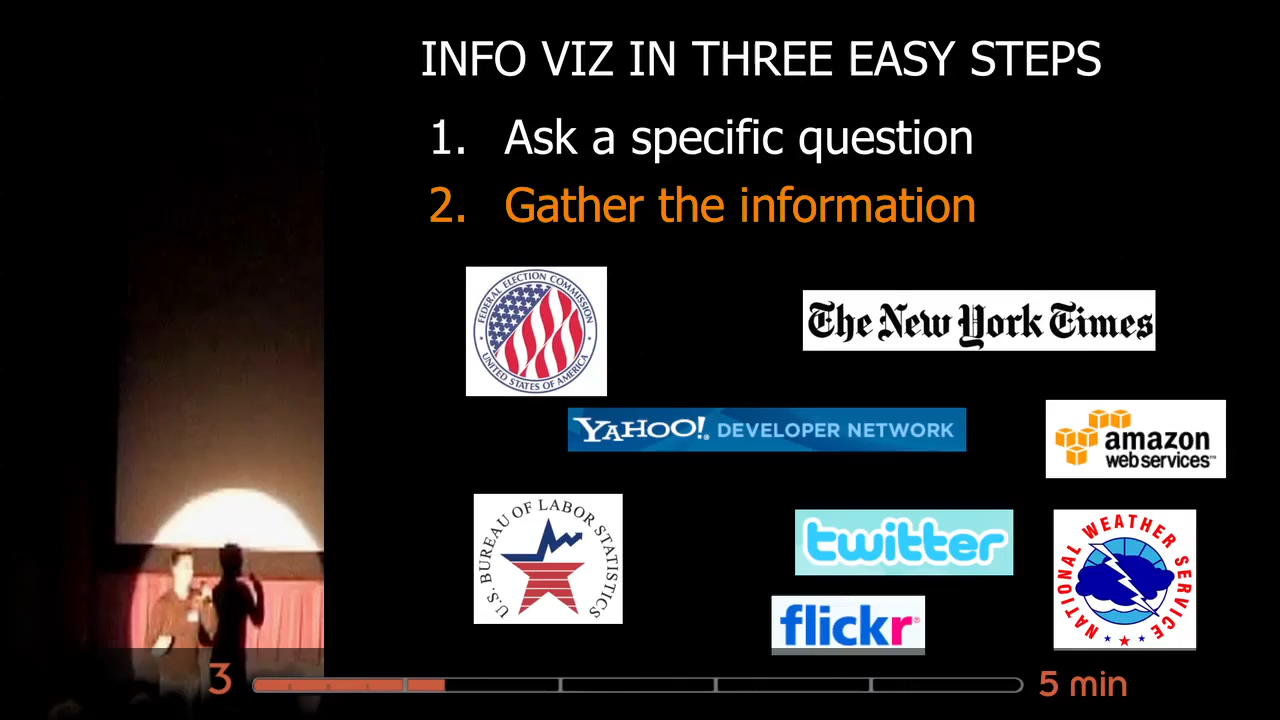 INFO VIZ IN THREE EASY STEPS
1. Ask a specific question
2. Gather the information
FEDERAL ELECTION COMMISSION
UNITED STATES OF AMERICA
The New York Times
YAHOO! DEVELOPER NETWORK
amazon
webservices™
U.S. BUREAU OF LABOR STATISTICS
twitter
NATIONAL WEATHER SERVICE
flickr®
3
5 min